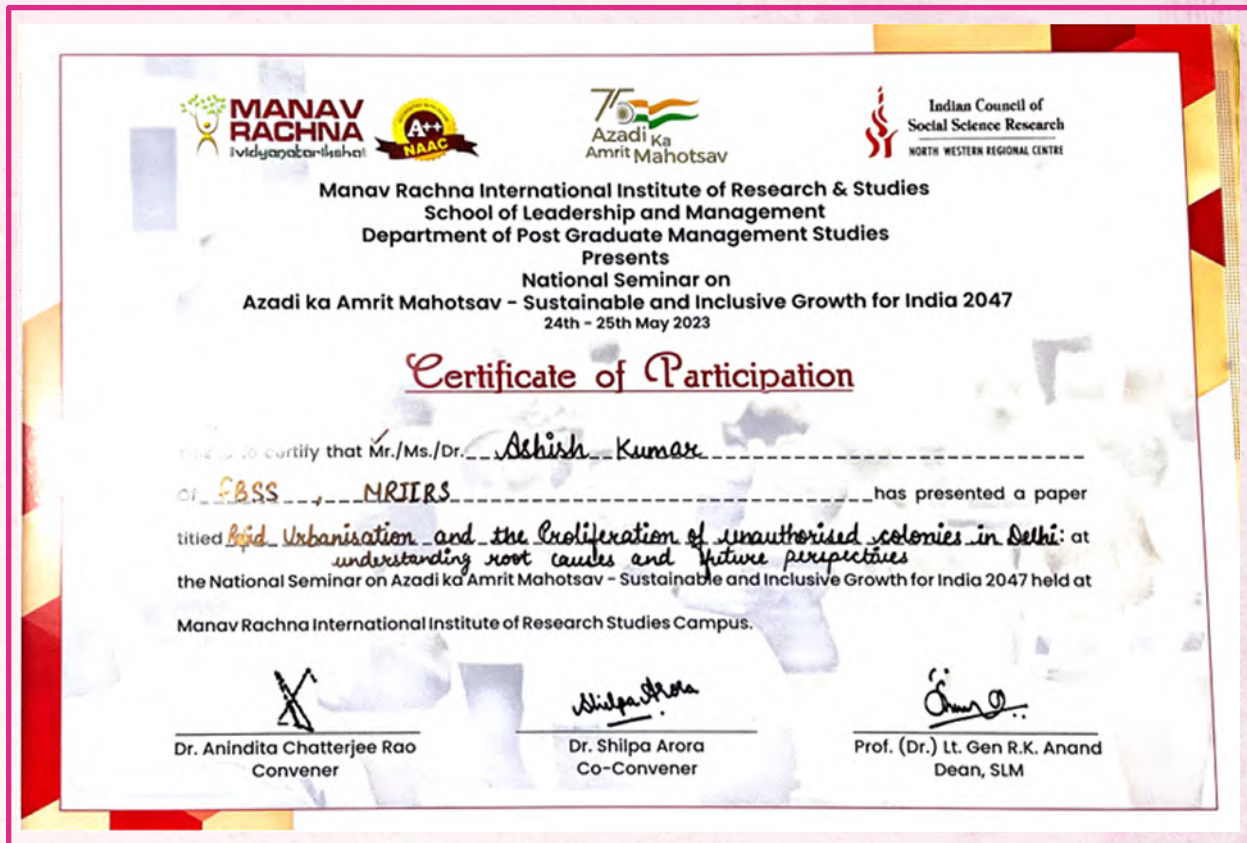 MANAV
RACHNA
vidyanatariksha
A++
NAAC
75
Azadi Ka
Amrit Mahotsav
Indian Council of
Social Science Research
NORTH WESTERN REGIONAL CENTRE
Manav Rachna International Institute of Research & Studies
School of Leadership and Management
Department of Post Graduate Management Studies
Presents
National Seminar on
Azadi ka Amrit Mahotsav - Sustainable and Inclusive Growth for India 2047
24th - 25th May 2023
Certificate of Participation
to certify that Mr./Ms./Dr. Ashish Kumar
of FBSS, MRIIRS has presented a paper
titled Urbanisation and the Proliferation of unauthorised colonies in Delhi: at
understanding root causes and future perspectives
the National Seminar on Azadi ka Amrit Mahotsav - Sustainable and Inclusive Growth for India 2047 held at
Manav Rachna International Institute of Research Studies Campus.
Shilpa Arora
Dr. Anindita Chatterjee Rao
Convener
Dr. Shilpa Arora
Co-Convener
Prof. (Dr.) Lt. Gen R.K. Anand
Dean, SLM